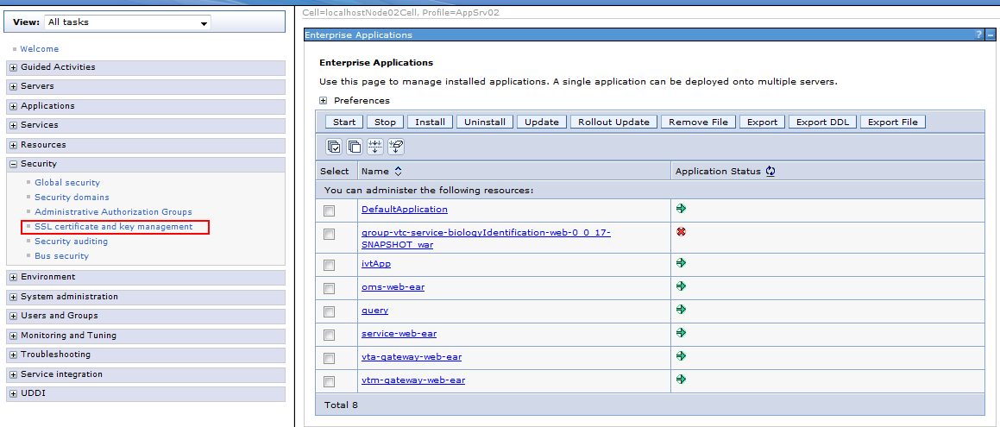 View: All tasks
Welcome
Guided Activities
Servers
Applications
Services
Resources
Security
Global security
Security domains
Administrative Authorization Groups
SSL certificate and key management
Security auditing
Bus security
Environment
System administration
Users and Groups
Monitoring and Tuning
Troubleshooting
Service integration
UDDI
Cell=localhostNode02Cell, Profile=AppSrv02
Enterprise Applications ? –
Enterprise Applications
Use this page to manage installed applications. A single application can be deployed onto multiple servers.
Preferences
Start Stop Install Uninstall Update Rollout Update Remove File Export Export DDL Export File
Select Name Application Status
You can administer the following resources:
DefaultApplication
group-vtc-service-biologyIdentification-web-0_0_17-
SNAPSHOT_war
ivtApp
oms-web-ear
query
service-web-ear
vta-gateway-web-ear
vtm-gateway-web-ear
Total 8